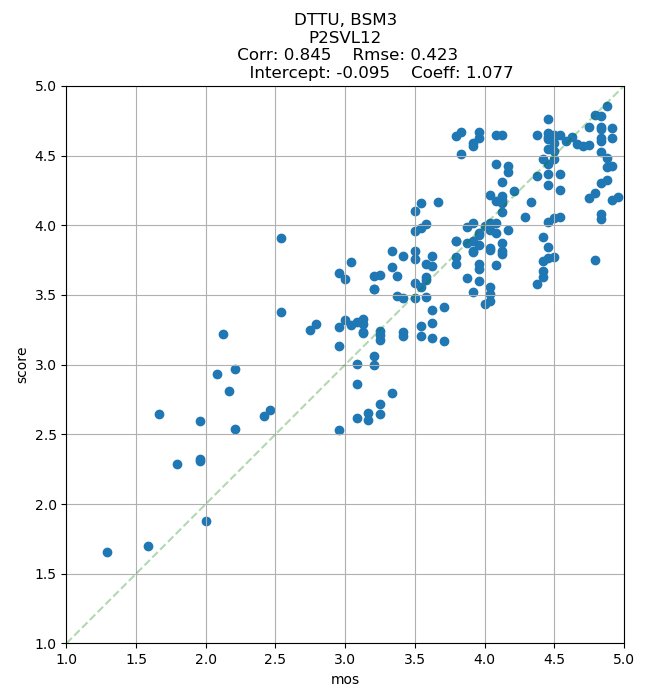 DTTU, BSM3
P2SVL12
Corr: 0.845    Rmse: 0.423
Intercept: -0.095    Coeff: 1.077
5.0
4.5
4.0
3.5
3.0
2.5
2.0
1.5
1.0
score
1.0 1.5 2.0 2.5 3.0 3.5 4.0 4.5 5.0
mos